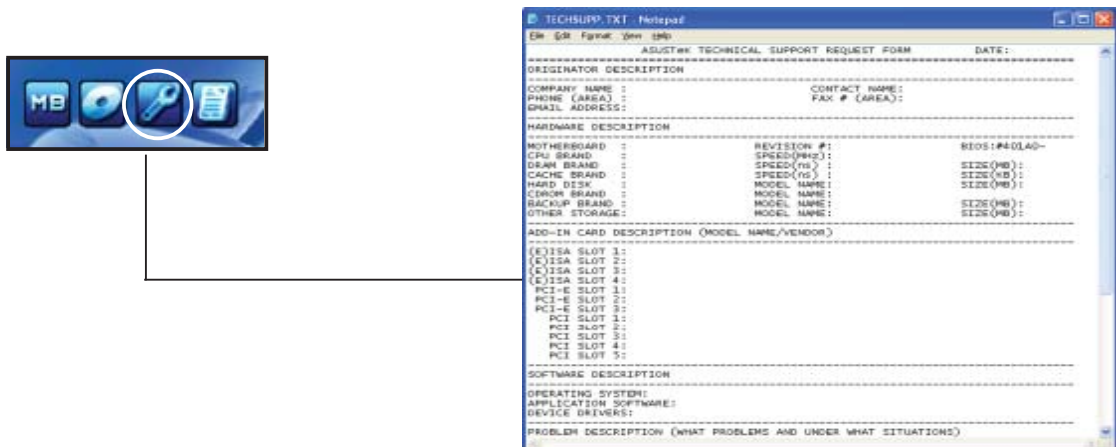 MB
TECHSUPP.TXT - Notepad
File Edit Format View Help
ASUSTeK TECHNICAL SUPPORT REQUEST FORM DATE:
ORIGINATOR DESCRIPTION
COMPANY NAME : CONTACT NAME:
PHONE (AREA) : FAX # (AREA):
EMAIL ADDRESS:
HARDWARE DESCRIPTION
MOTHERBOARD : REVISION #: BIOS:#401A0-
CPU BRAND : SPEED(MHz):
DRAM BRAND : SPEED(ns) : SIZE(MB):
CACHE BRAND : SPEED(ns) : SIZE(KB):
HARD DISK : MODEL NAME: SIZE(MB):
CDROM BRAND : MODEL NAME:
BACKUP BRAND : MODEL NAME: SIZE(MB):
OTHER STORAGE: MODEL NAME: SIZE(MB):
ADD-IN CARD DESCRIPTION (MODEL NAME/VENDOR)
(E)ISA SLOT 1:
(E)ISA SLOT 2:
(E)ISA SLOT 3:
(E)ISA SLOT 4:
PCI-E SLOT 1:
PCI-E SLOT 2:
PCI-E SLOT 3:
PCI SLOT 1:
PCI SLOT 2:
PCI SLOT 3:
PCI SLOT 4:
PCI SLOT 5:
SOFTWARE DESCRIPTION
OPERATING SYSTEM:
APPLICATION SOFTWARE:
DEVICE DRIVERS:
PROBLEM DESCRIPTION (WHAT PROBLEMS AND UNDER WHAT SITUATIONS)